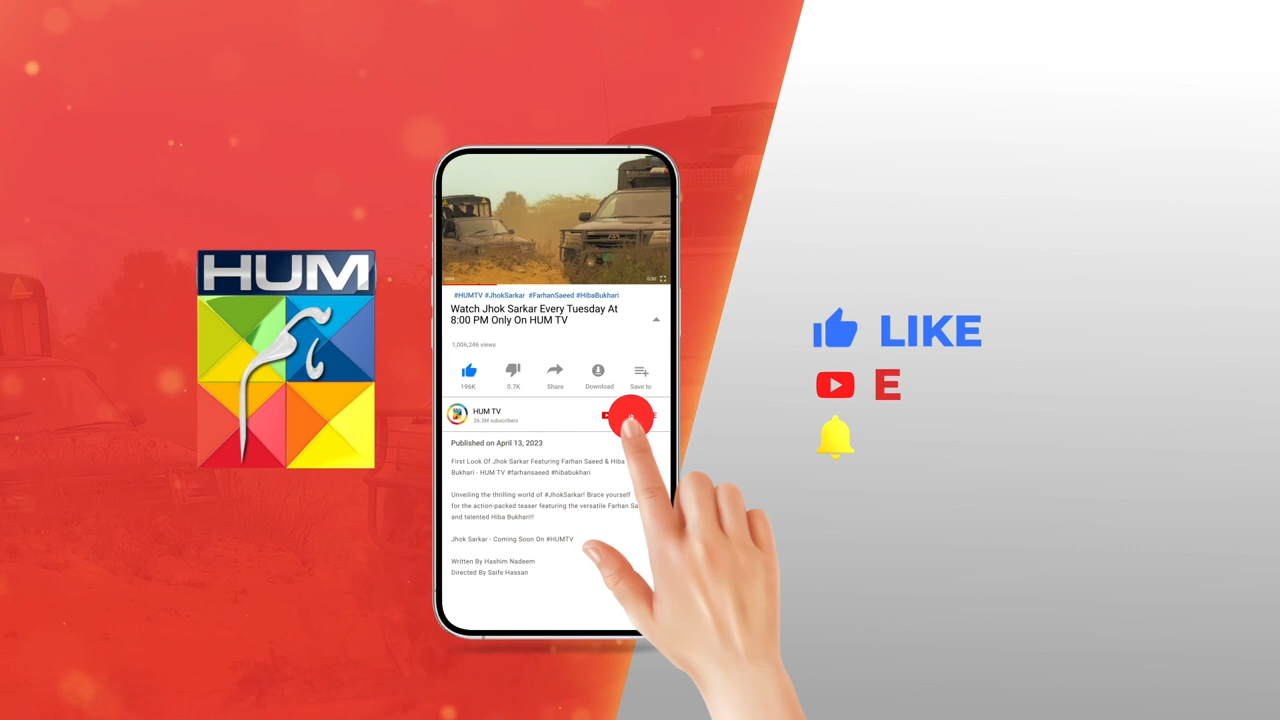 HUM
ہم
#HUMTV #JhokSarkar #FarhanSaeed #HibaBukhari
Watch Jhok Sarkar Every Tuesday At
8:00 PM Only On HUM TV
1,006,246 views
196K
0.7K
Share
Download
Save to
HUM TV
26.3M subscribers
Published on April 13, 2023
First Look Of Jhok Sarkar Featuring Farhan Saeed & Hiba
Bukhari - HUM TV #farhansaeed #hibabukhari
Unveiling the thrilling world of #JhokSarkar! Brace yourself
for the action-packed teaser featuring the versatile Farhan Sa
and talented Hiba Bukhari!!!
Jhok Sarkar - Coming Soon On #HUMTV
Written By Hashim Nadeem
Directed By Saife Hassan
LIKE
E